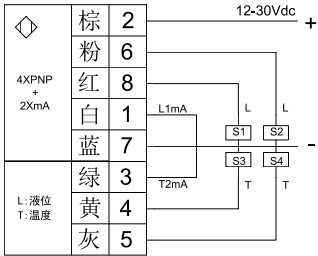 棕 2 12-30Vdc +
粉 6
4XPNP
+
2XmA
红 8 L L
白 1 L1mA S1 S2
蓝 7 -
绿 3 T2mA S3 S4
L:液位
T:温度
黄 4 T T
灰 5